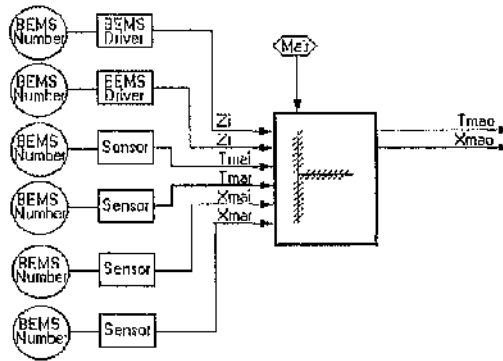 BEMS
Number
BEMS
Driver
Mair
BEMS
Number
BEMS
Driver
Zi
Zi
Tmao
Xmao
BEMS
Number
Sensor
Tmai
BEMS
Number
Sensor
Tmar
Xmai
Xmar
BEMS
Number
Sensor
BEMS
Number
Sensor